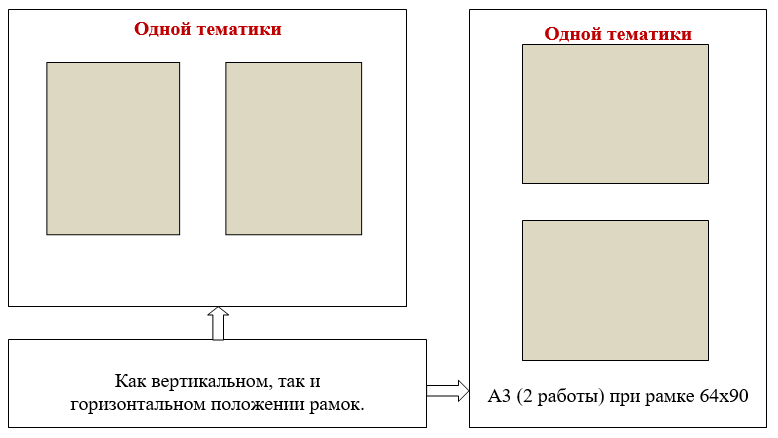 Одной тематики
Одной тематики
Как вертикальном, так и
горизонтальном положении рамок.
А3 (2 работы) при рамке 64х90